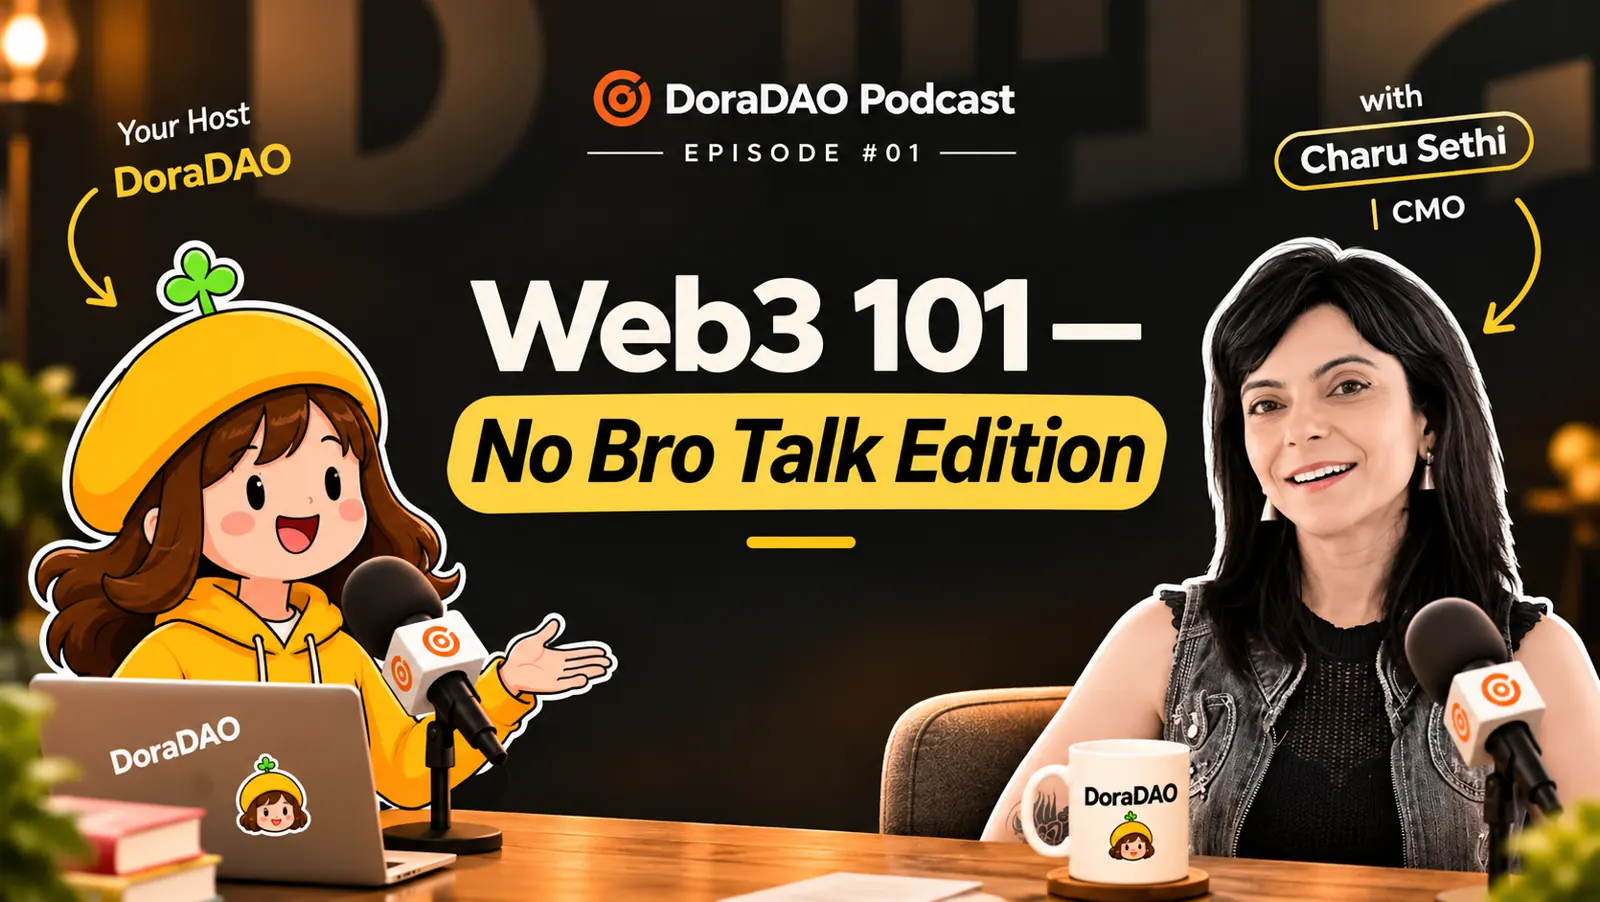 DoraDAO Podcast
EPISODE #01
Your Host
DoraDAO
with
Charu Sethi
| CMO
Web3 101 —
No Bro Talk Edition
DoraDAO
DoraDAO